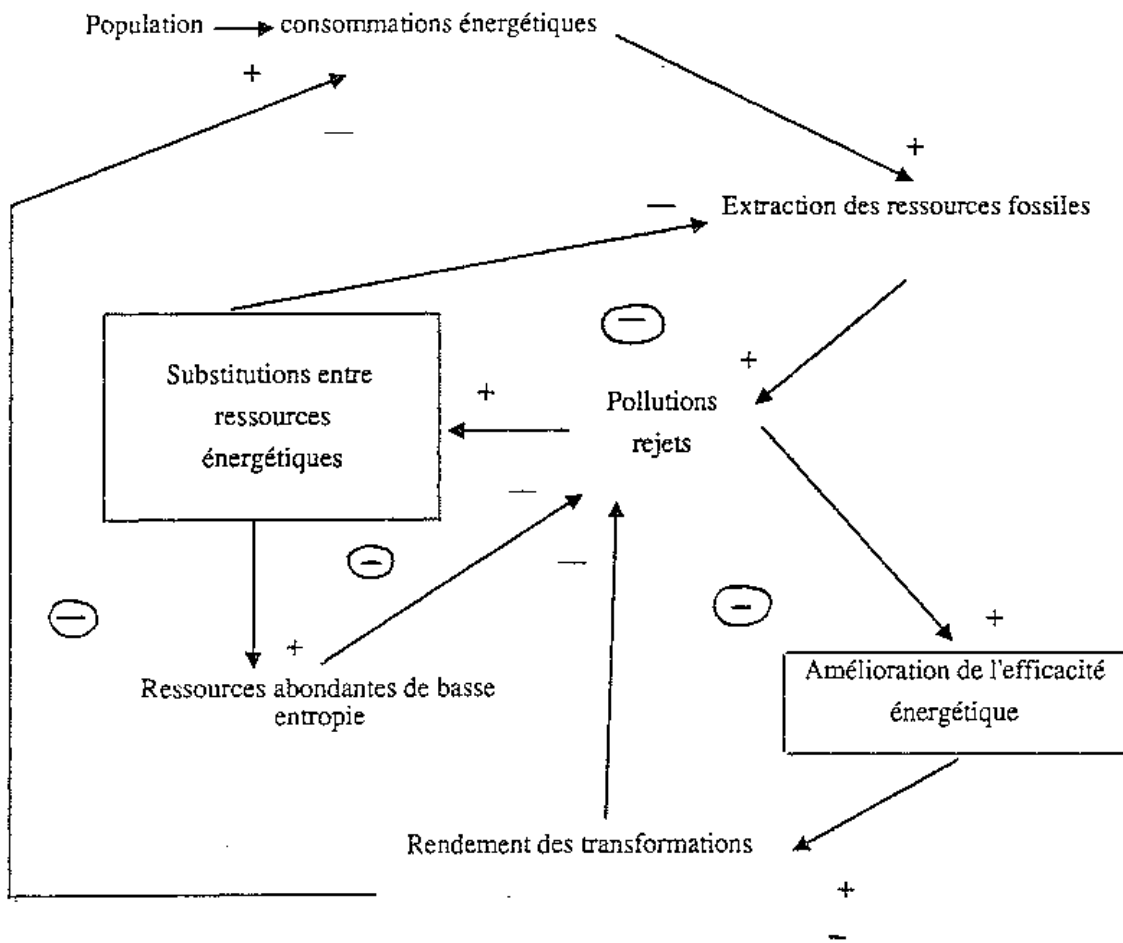 Population → consommations énergétiques
+
—
+
—
Extraction des ressources fossiles
—
Substitutions entre
ressources
énergétiques
+
+
Pollutions
rejets
—
—
—
—
—
+
Ressources abondantes de basse
entropie
-
+
Amélioration de l'efficacité
énergétique
Rendement des transformations
+
-